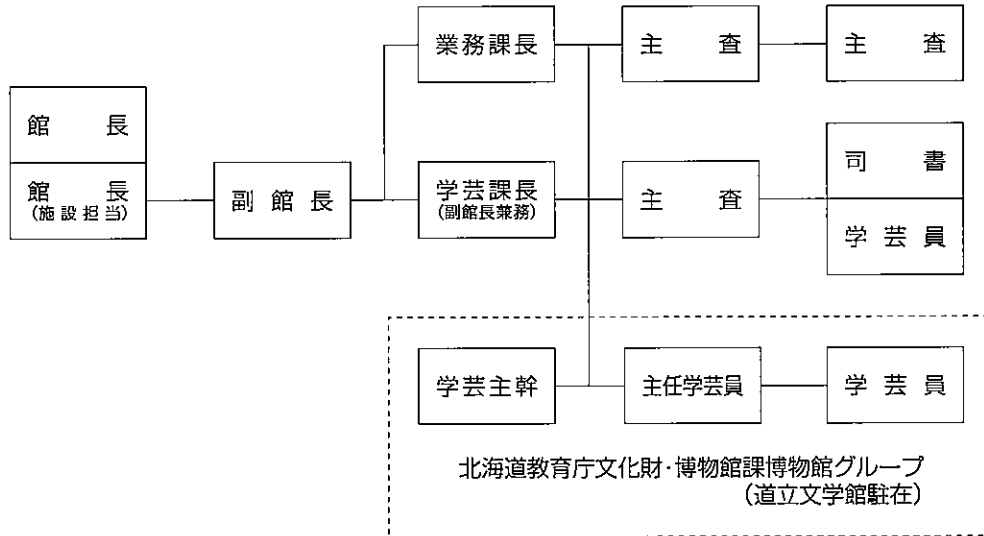 業務課長
主査
主査
館長
館長
(施設担当)
副館長
学芸課長
(副館長兼務)
主査
司書
学芸員
学芸主幹
主任学芸員
学芸員
北海道教育庁文化財・博物館課博物館グループ
(道立文学館駐在)